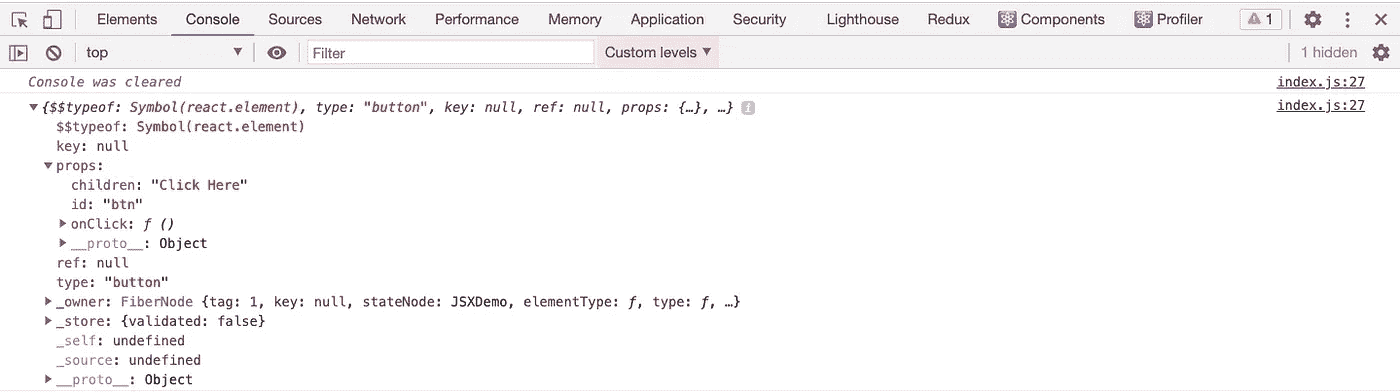 Elements Console Sources Network Performance Memory Application Security Lighthouse Redux Components Profiler 1
top Filter Custom levels 1 hidden
Console was cleared index.js:27
{$$typeof: Symbol(react.element), type: "button", key: null, ref: null, props: {…}, …} i index.js:27
$$typeof: Symbol(react.element)
key: null
props:
children: "Click Here"
id: "btn"
onClick: ƒ ()
__proto__: Object
ref: null
type: "button"
_owner: FiberNode {tag: 1, key: null, stateNode: JSXDemo, elementType: ƒ, type: ƒ, …}
_store: {validated: false}
_self: undefined
_source: undefined
__proto__: Object